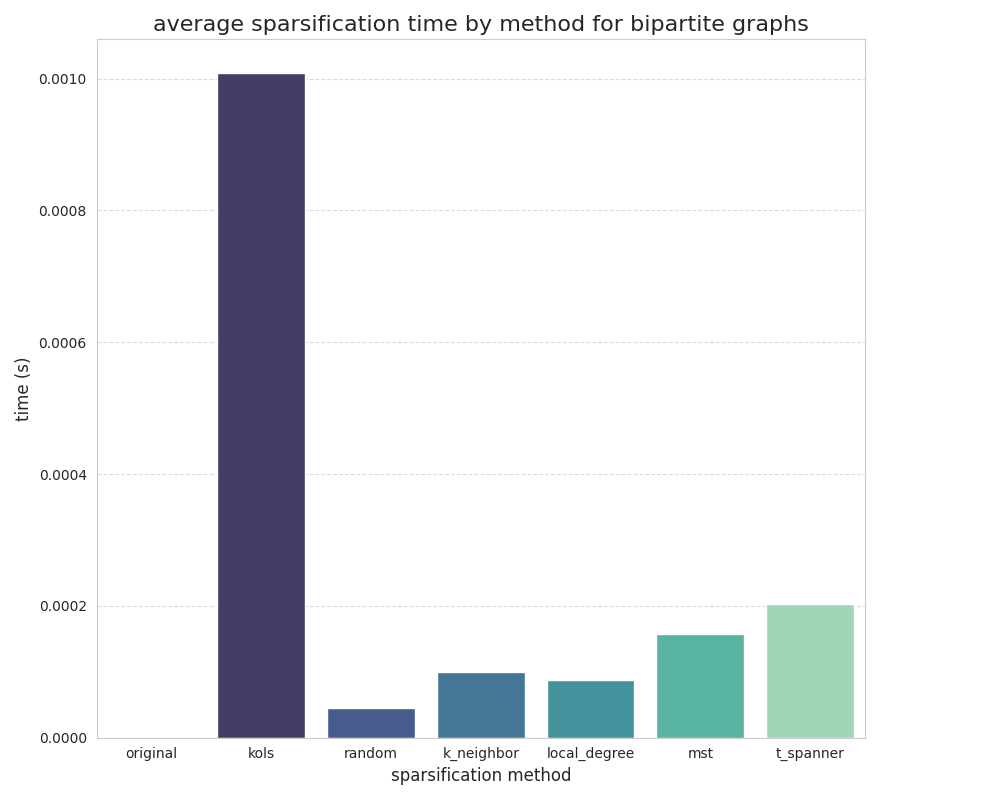 average sparsification time by method for bipartite graphs
0.0010
0.0008
0.0006
0.0004
0.0002
0.0000
time (s)
original kols random k_neighbor local_degree mst t_spanner
sparsification method